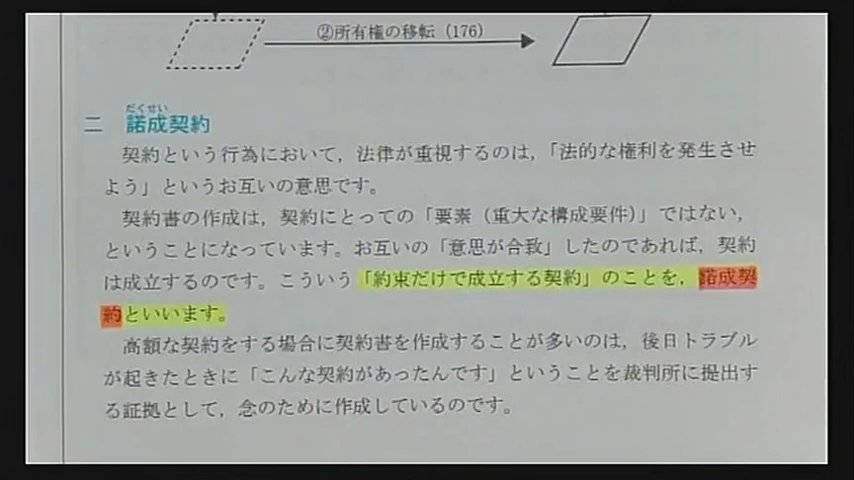 ②所有権の移転（176）
だくせい
二 諾成契約
契約という行為において，法律が重視するのは，「法的な権利を発生させ
よう」というお互いの意思です。
契約書の作成は，契約にとっての「要素（重大な構成要件）」ではない，
ということになっています。お互いの「意思が合致」したのであれば，契約
は成立するのです。こういう「約束だけで成立する契約」のことを，諾成契
約といいます。
高額な契約をする場合に契約書を作成することが多いのは，後日トラブル
が起きたときに「こんな契約があったんです」ということを裁判所に提出す
る証拠として，念のために作成しているのです。